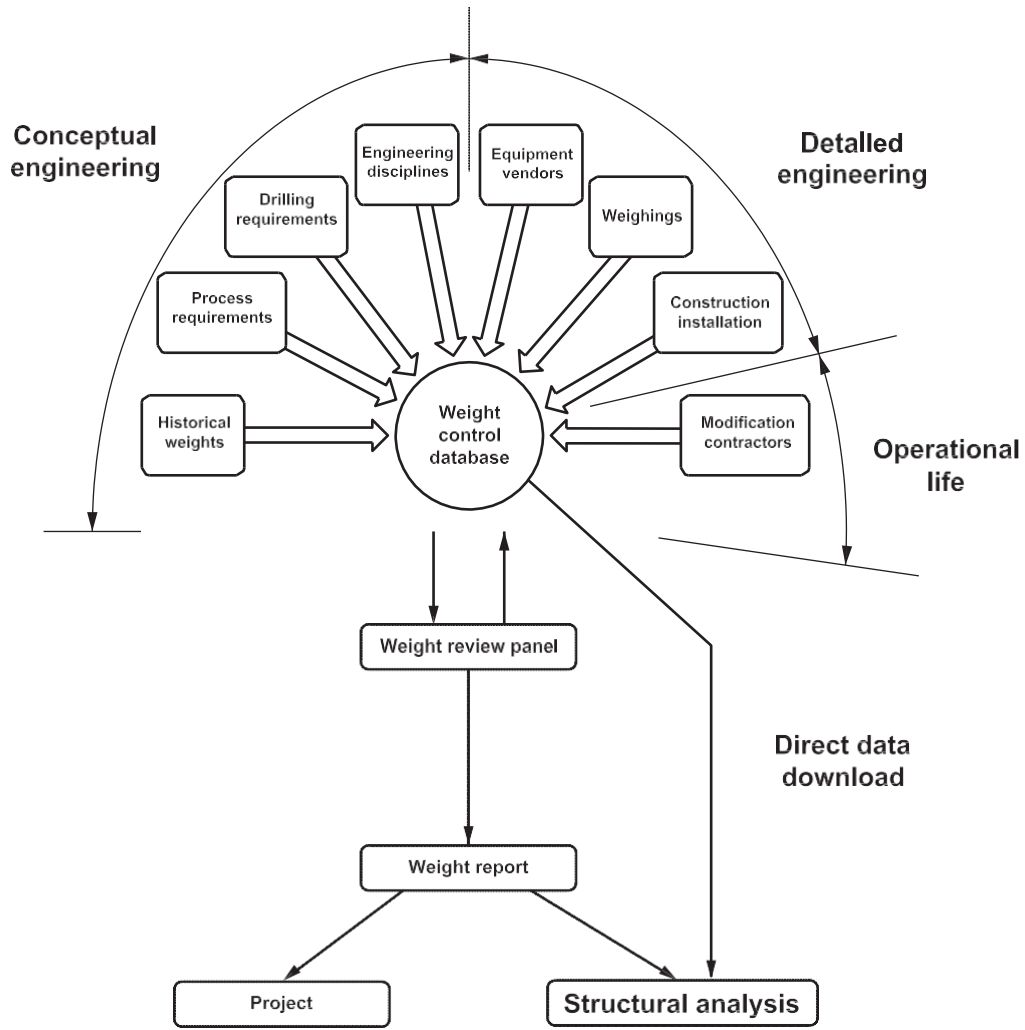 Conceptual
engineering
Detalled
engineering
Engineering
disciplines
Equipment
vendors
Drilling
requirements
Weighings
Process
requirements
Construction
installation
Historical
weights
Weight
control
database
Modification
contractors
Operational
life
Weight review panel
Direct data
download
Weight report
Project
Structural analysis